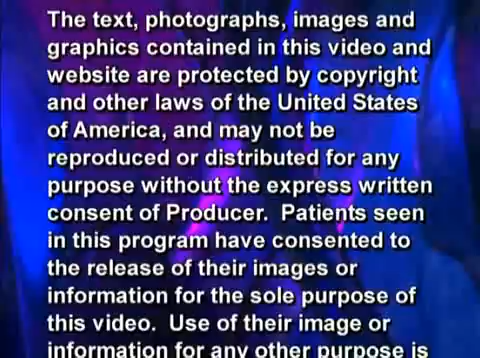 The text, photographs, images and
graphics contained in this video and
website are protected by copyright
and other laws of the United States
of America, and may not be
reproduced or distributed for any
purpose without the express written
consent of Producer.  Patients seen
in this program have consented to
the release of their images or
information for the sole purpose of
this video.  Use of their image or
information for any other purpose is